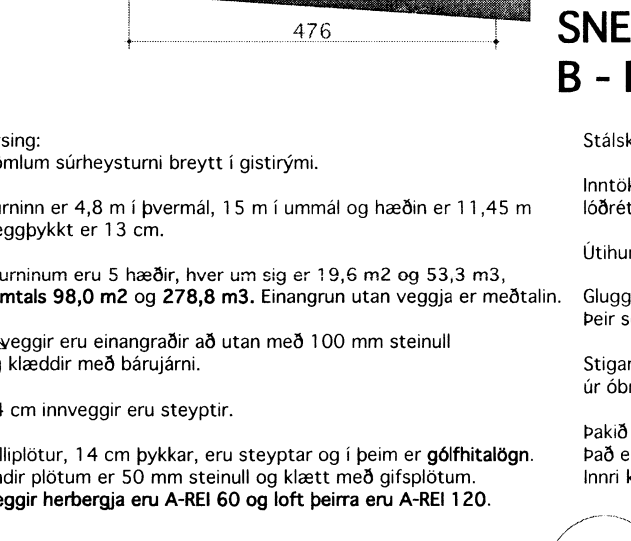 476
SNE
B -
sing:
ömlum súrheysturni breytt í gistirými.
urninn er 4,8 m í þvermál, 15 m í ummál og hæðin er 11,45 m
eggþykkt er 13 cm.
urninum eru 5 hæðir, hver um sig er 19,6 m2 og 53,3 m3,
mtals 98,0 m2 og 278,8 m3. Einangrun utan veggja er meðtalin.
veggir eru einangraðir að utan með 100 mm steinull
klæddir með bárujárni.
cm innveggir eru steyptir.
lliplötur, 14 cm þykkar, eru steyptar og í þeim er gólfhitalögn.
ndir plötum er 50 mm steinull og klætt með gifsplötum.
eggir herbergja eru A-REI 60 og loft þeirra eru A-REI 120.
Stálsk
Inntök
lóðrét
Útihur
Glugg
Þeir s
Stigar
úr óbr
Þakið
Það e
Innri k